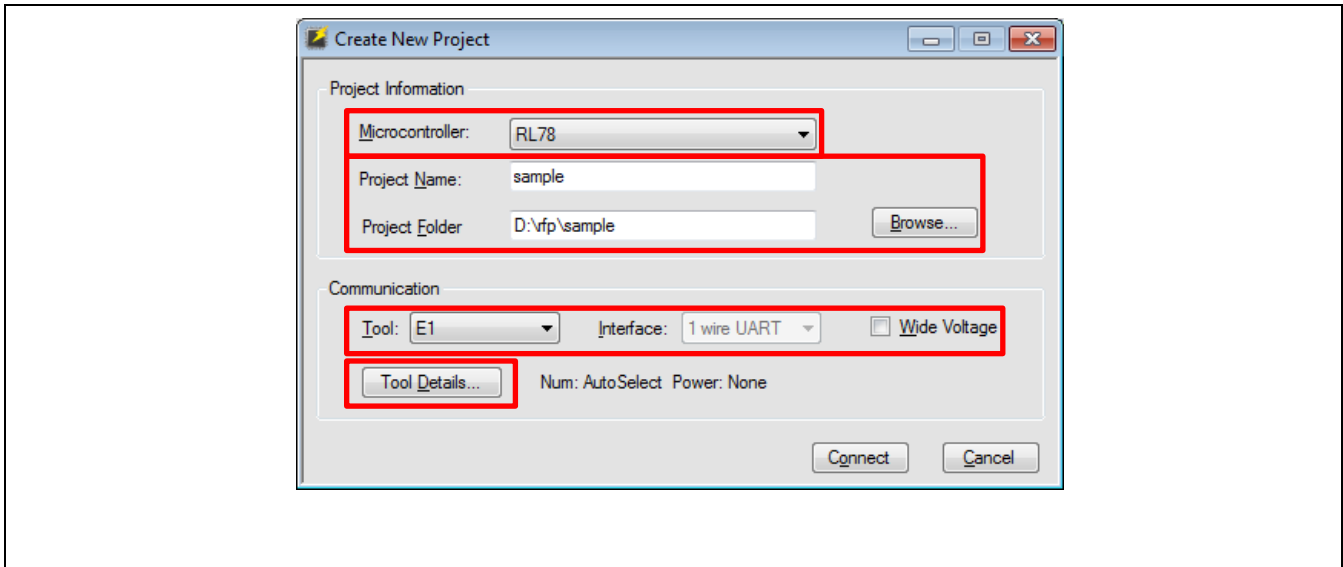 Create New Project
Project Information
Microcontroller: RL78
Project Name: sample
Project Folder D:\rfp\sample Browse...
Communication
Tool: E1 Interface: 1 wire UART Wide Voltage
Tool Details... Num: AutoSelect Power: None
Connect Cancel